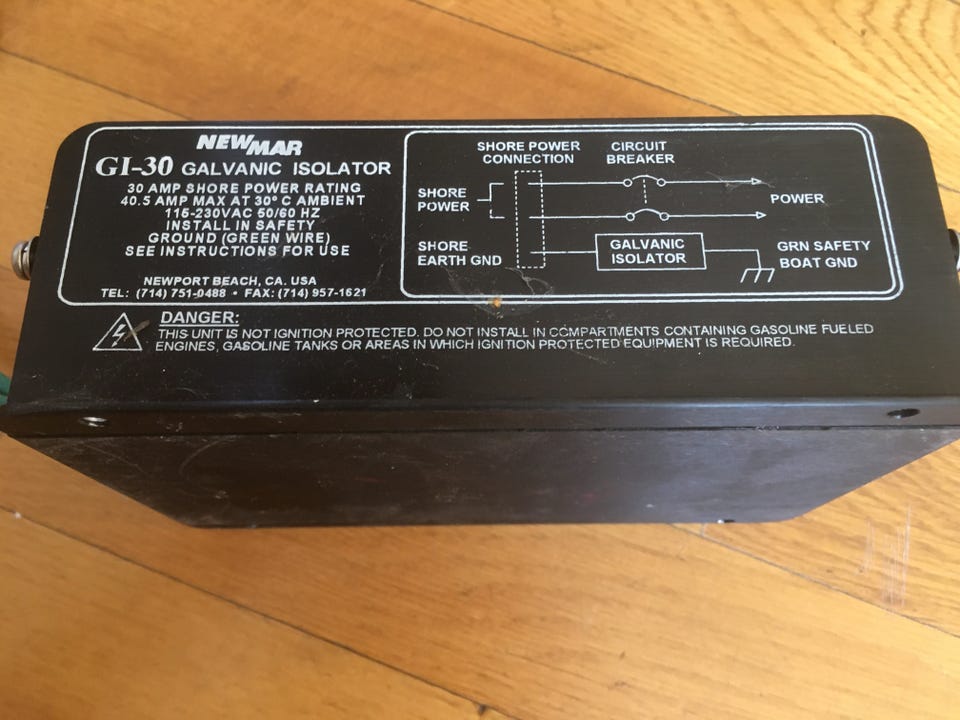 NEWMAR
GI-30 GALVANIC ISOLATOR
30 AMP SHORE POWER RATING
40.5 AMP MAX AT 30° C AMBIENT
115-230VAC 50/60 HZ
INSTALL IN SAFETY
GROUND (GREEN WIRE)
SEE INSTRUCTIONS FOR USE
NEWPORT BEACH, CA. USA
TEL: (714) 751-0488 • FAX: (714) 957-1621
SHORE POWER
CONNECTION
CIRCUIT
BREAKER
SHORE
POWER
POWER
SHORE
EARTH GND
GALVANIC
ISOLATOR
GRN SAFETY
BOAT GND
DANGER:
THIS UNIT IS NOT IGNITION PROTECTED. DO NOT INSTALL IN COMPARTMENTS CONTAINING GASOLINE FUELED
ENGINES, GASOLINE TANKS OR AREAS IN WHICH IGNITION PROTECTED EQUIPMENT IS REQUIRED.